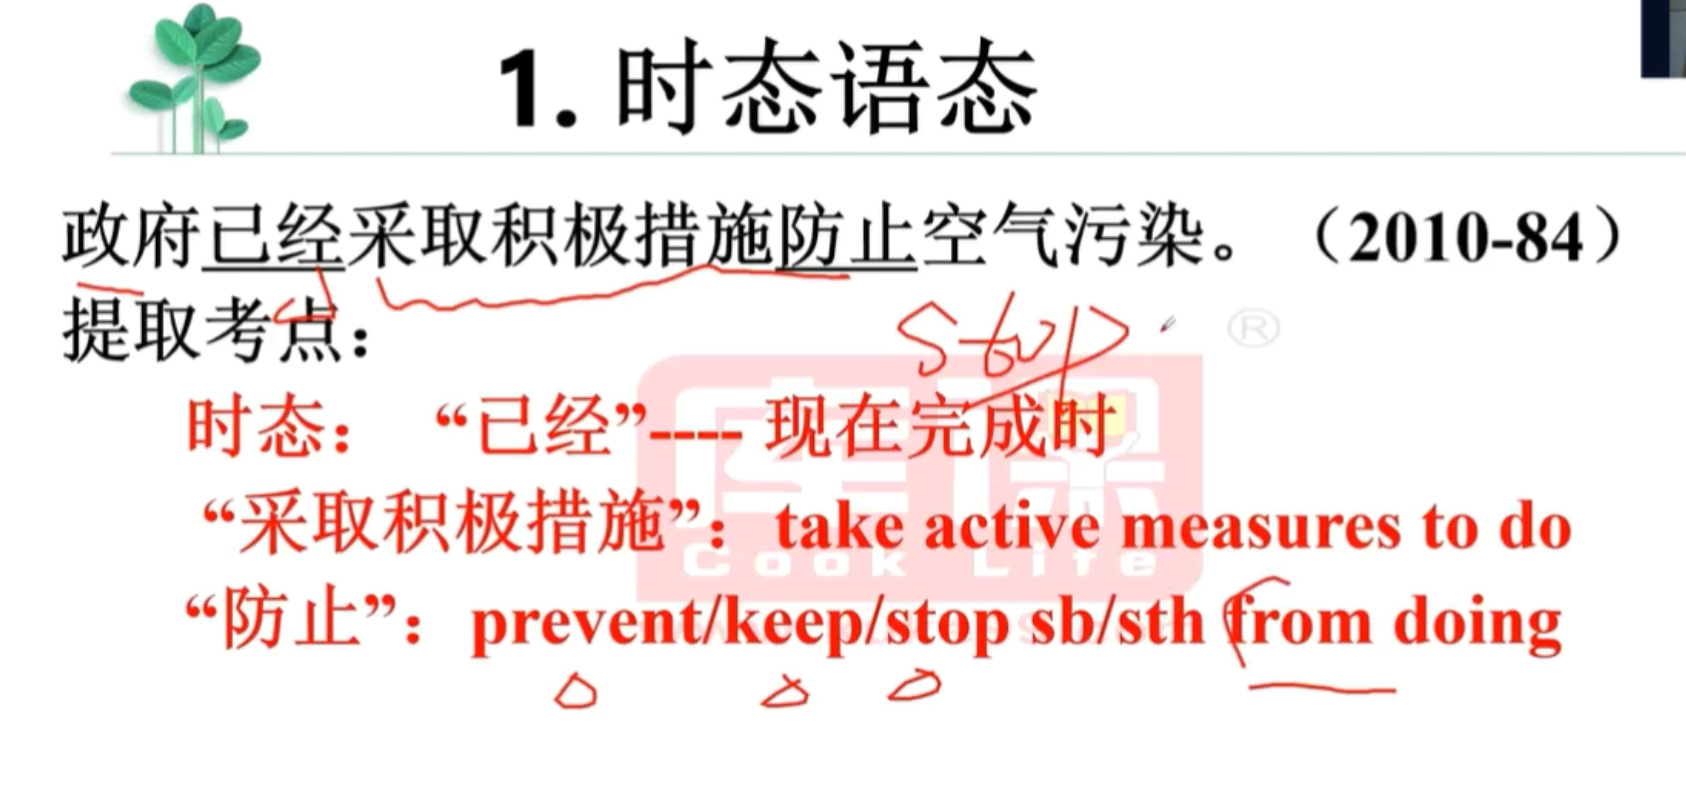 1. 时态语态
政府已经采取积极措施防止空气污染。（2010-84）
提取考点：
stop
®
时态：“已经”---- 现在完成时
“采取积极措施”：take active measures to do
库课
Cook Life
“防止”：prevent/keep/stop sb/sth from doing